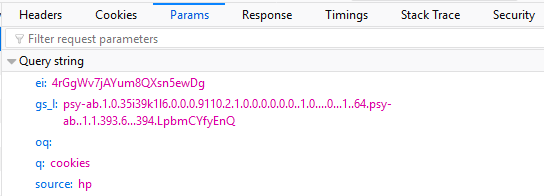 Headers Cookies Params Response Timings Stack Trace Security
Filter request parameters
Query string
ei: 4rGgWv7jAYum8QXsn5ewDg
gs_l: psy-ab.1.0.35i39k1l6.0.0.0.9110.2.1.0.0.0.0.0.0..1.0....0...1..64.psy-
ab..1.1.393.6...394.LpbmCYfyEnQ
oq:
q: cookies
source: hp